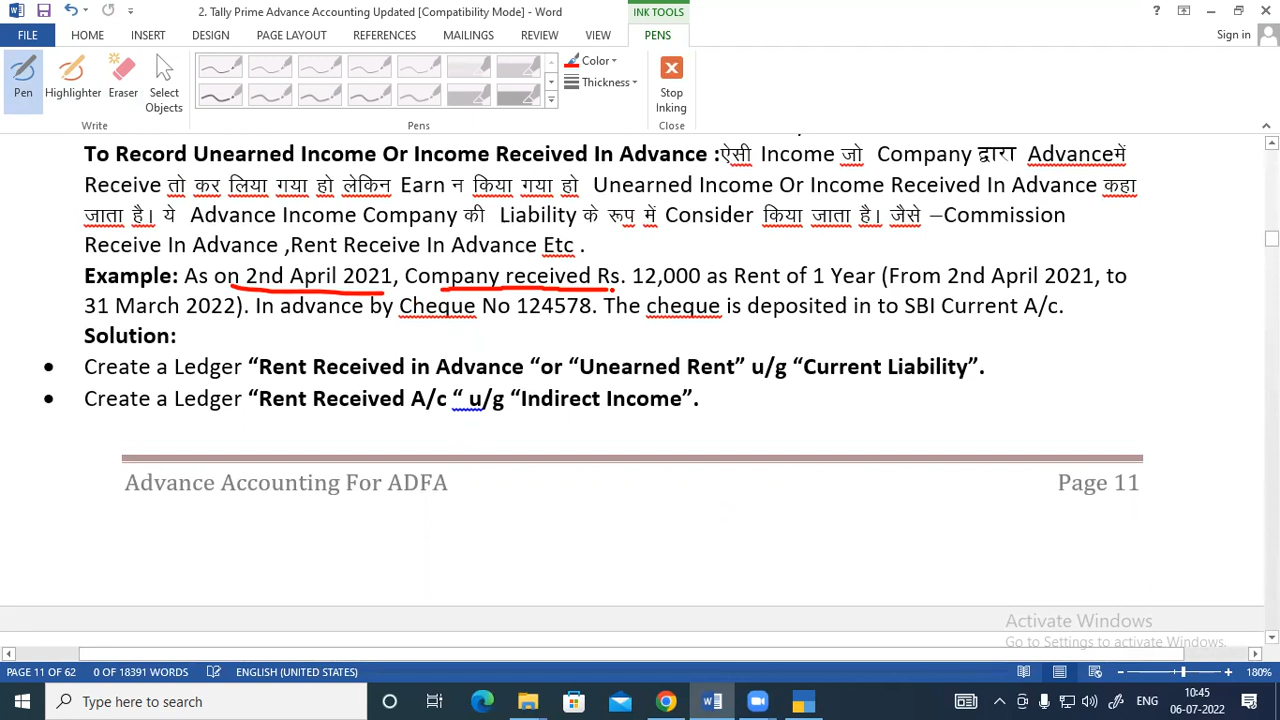 2. Tally Prime Advance Accounting Updated [Compatibility Mode] - Word
INK TOOLS
FILE HOME INSERT DESIGN PAGE LAYOUT REFERENCES MAILINGS REVIEW VIEW PENS Sign in
Pen Highlighter Eraser Select Objects Color Thickness Stop Inking
Write Pens Close
To Record Unearned Income Or Income Received In Advance :ऐसी Income जो Company द्वारा Advanceमें
Receive तो कर लिया गया हो लेकिन Earn न किया गया हो Unearned Income Or Income Received In Advance कहा
जाता है। ये Advance Income Company की Liability के रूप में Consider किया जाता है। जैसे –Commission
Receive In Advance ,Rent Receive In Advance Etc .
Example: As on 2nd April 2021, Company received Rs. 12,000 as Rent of 1 Year (From 2nd April 2021, to
31 March 2022). In advance by Cheque No 124578. The cheque is deposited in to SBI Current A/c.
Solution:
• Create a Ledger “Rent Received in Advance “or “Unearned Rent” u/g “Current Liability”.
• Create a Ledger “Rent Received A/c “ u/g “Indirect Income”.
Advance Accounting For ADFA Page 11
Activate Windows
Go to Settings to activate Windows.
PAGE 11 OF 62 0 OF 18391 WORDS ENGLISH (UNITED STATES) 180%
Type here to search ENG 10:45
06-07-2022